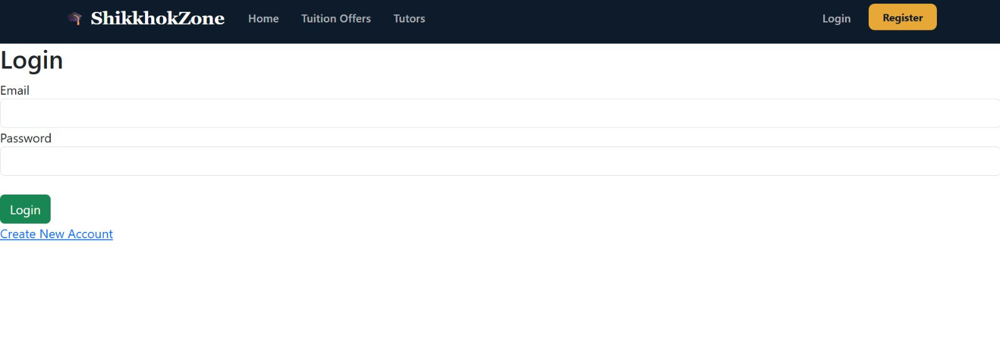 ShikkhokZone Home Tuition Offers Tutors Login Register
Login
Email
Password
Login
Create New Account